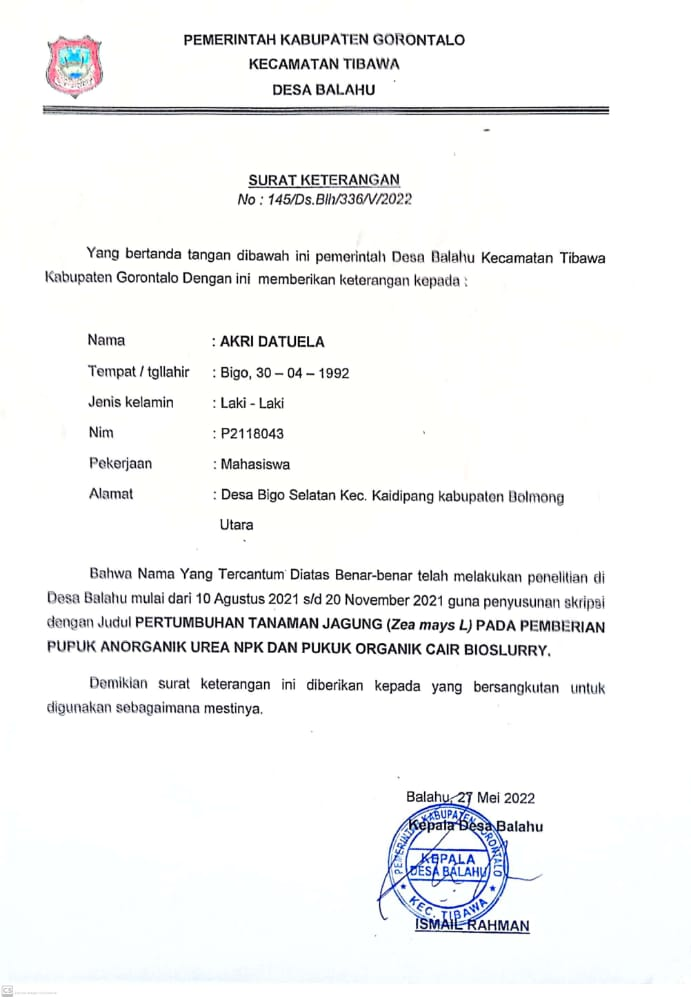 PEMERINTAH KABUPATEN GORONTALO
KECAMATAN TIBAWA
DESA BALAHU
SURAT KETERANGAN
No : 145/Ds.Blh/336/V/2022
Yang bertanda tangan dibawah ini pemerintah Desa Balahu Kecamatan Tibawa
Kabupaten Gorontalo Dengan ini memberikan keterangan kepada :
Nama : AKRI DATUELA
Tempat / tgllahir : Bigo, 30 – 04 – 1992
Jenis kelamin : Laki - Laki
Nim : P2118043
Pekerjaan : Mahasiswa
Alamat : Desa Bigo Selatan Kec. Kaidipang kabupaten Bolmong
Utara
Bahwa Nama Yang Tercantum Diatas Benar-benar telah melakukan penelitian di
Desa Balahu mulai dari 10 Agustus 2021 s/d 20 November 2021 guna penyusunan skripsi
dengan Judul PERTUMBUHAN TANAMAN JAGUNG (Zea mays L) PADA PEMBERIAN
PUPUK ANORGANIK UREA NPK DAN PUKUK ORGANIK CAIR BIOSLURRY.
Demikian surat keterangan ini diberikan kepada yang bersangkutan untuk
digunakan sebagaimana mestinya.
Balahu, 27 Mei 2022
Kepala Desa Balahu
PEMERINTAH KABUPATEN GORONTALO
KEPALA
DESA BALAHU
KEC. TIBAWA
ISMAIL RAHMAN
CS